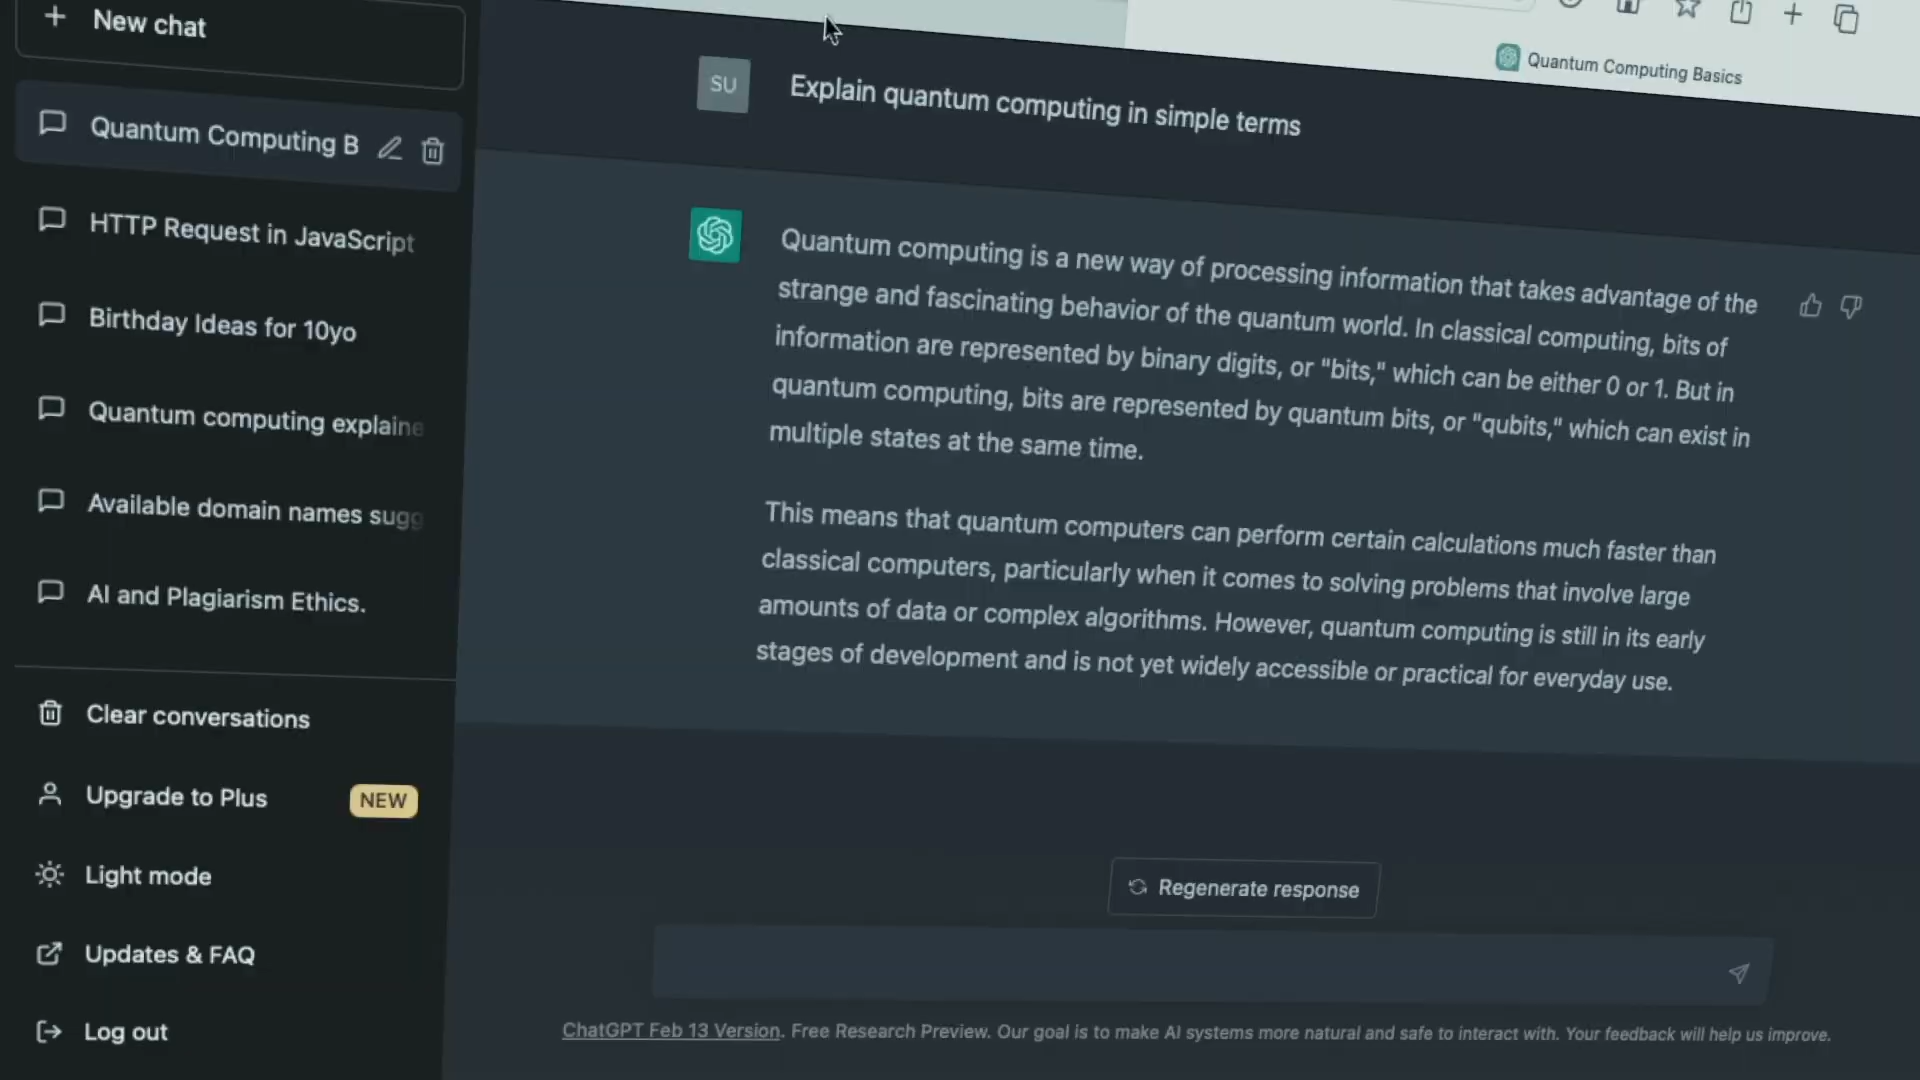 New chat
Quantum Computing B
HTTP Request in JavaScript
Birthday Ideas for 10yo
Quantum computing explaine
Available domain names sugg
AI and Plagiarism Ethics.
Clear conversations
Upgrade to Plus NEW
Light mode
Updates & FAQ
Log out
Quantum Computing Basics
SU Explain quantum computing in simple terms
Quantum computing is a new way of processing information that takes advantage of the
strange and fascinating behavior of the quantum world. In classical computing, bits of
information are represented by binary digits, or "bits," which can be either 0 or 1. But in
quantum computing, bits are represented by quantum bits, or "qubits," which can exist in
multiple states at the same time.
This means that quantum computers can perform certain calculations much faster than
classical computers, particularly when it comes to solving problems that involve large
amounts of data or complex algorithms. However, quantum computing is still in its early
stages of development and is not yet widely accessible or practical for everyday use.
Regenerate response
ChatGPT Feb 13 Version. Free Research Preview. Our goal is to make AI systems more natural and safe to interact with. Your feedback will help us improve.